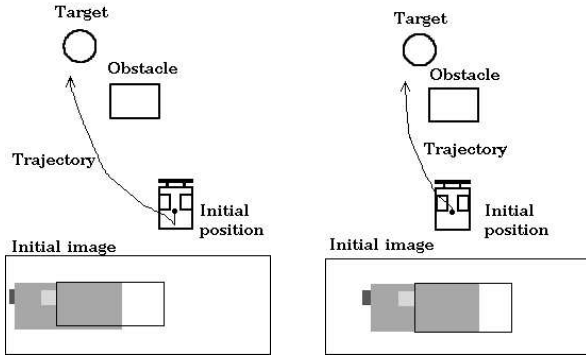 Target
Obstacle
Trajectory
Initial
position
Initial image
Target
Obstacle
Trajectory
Initial
position
Initial image